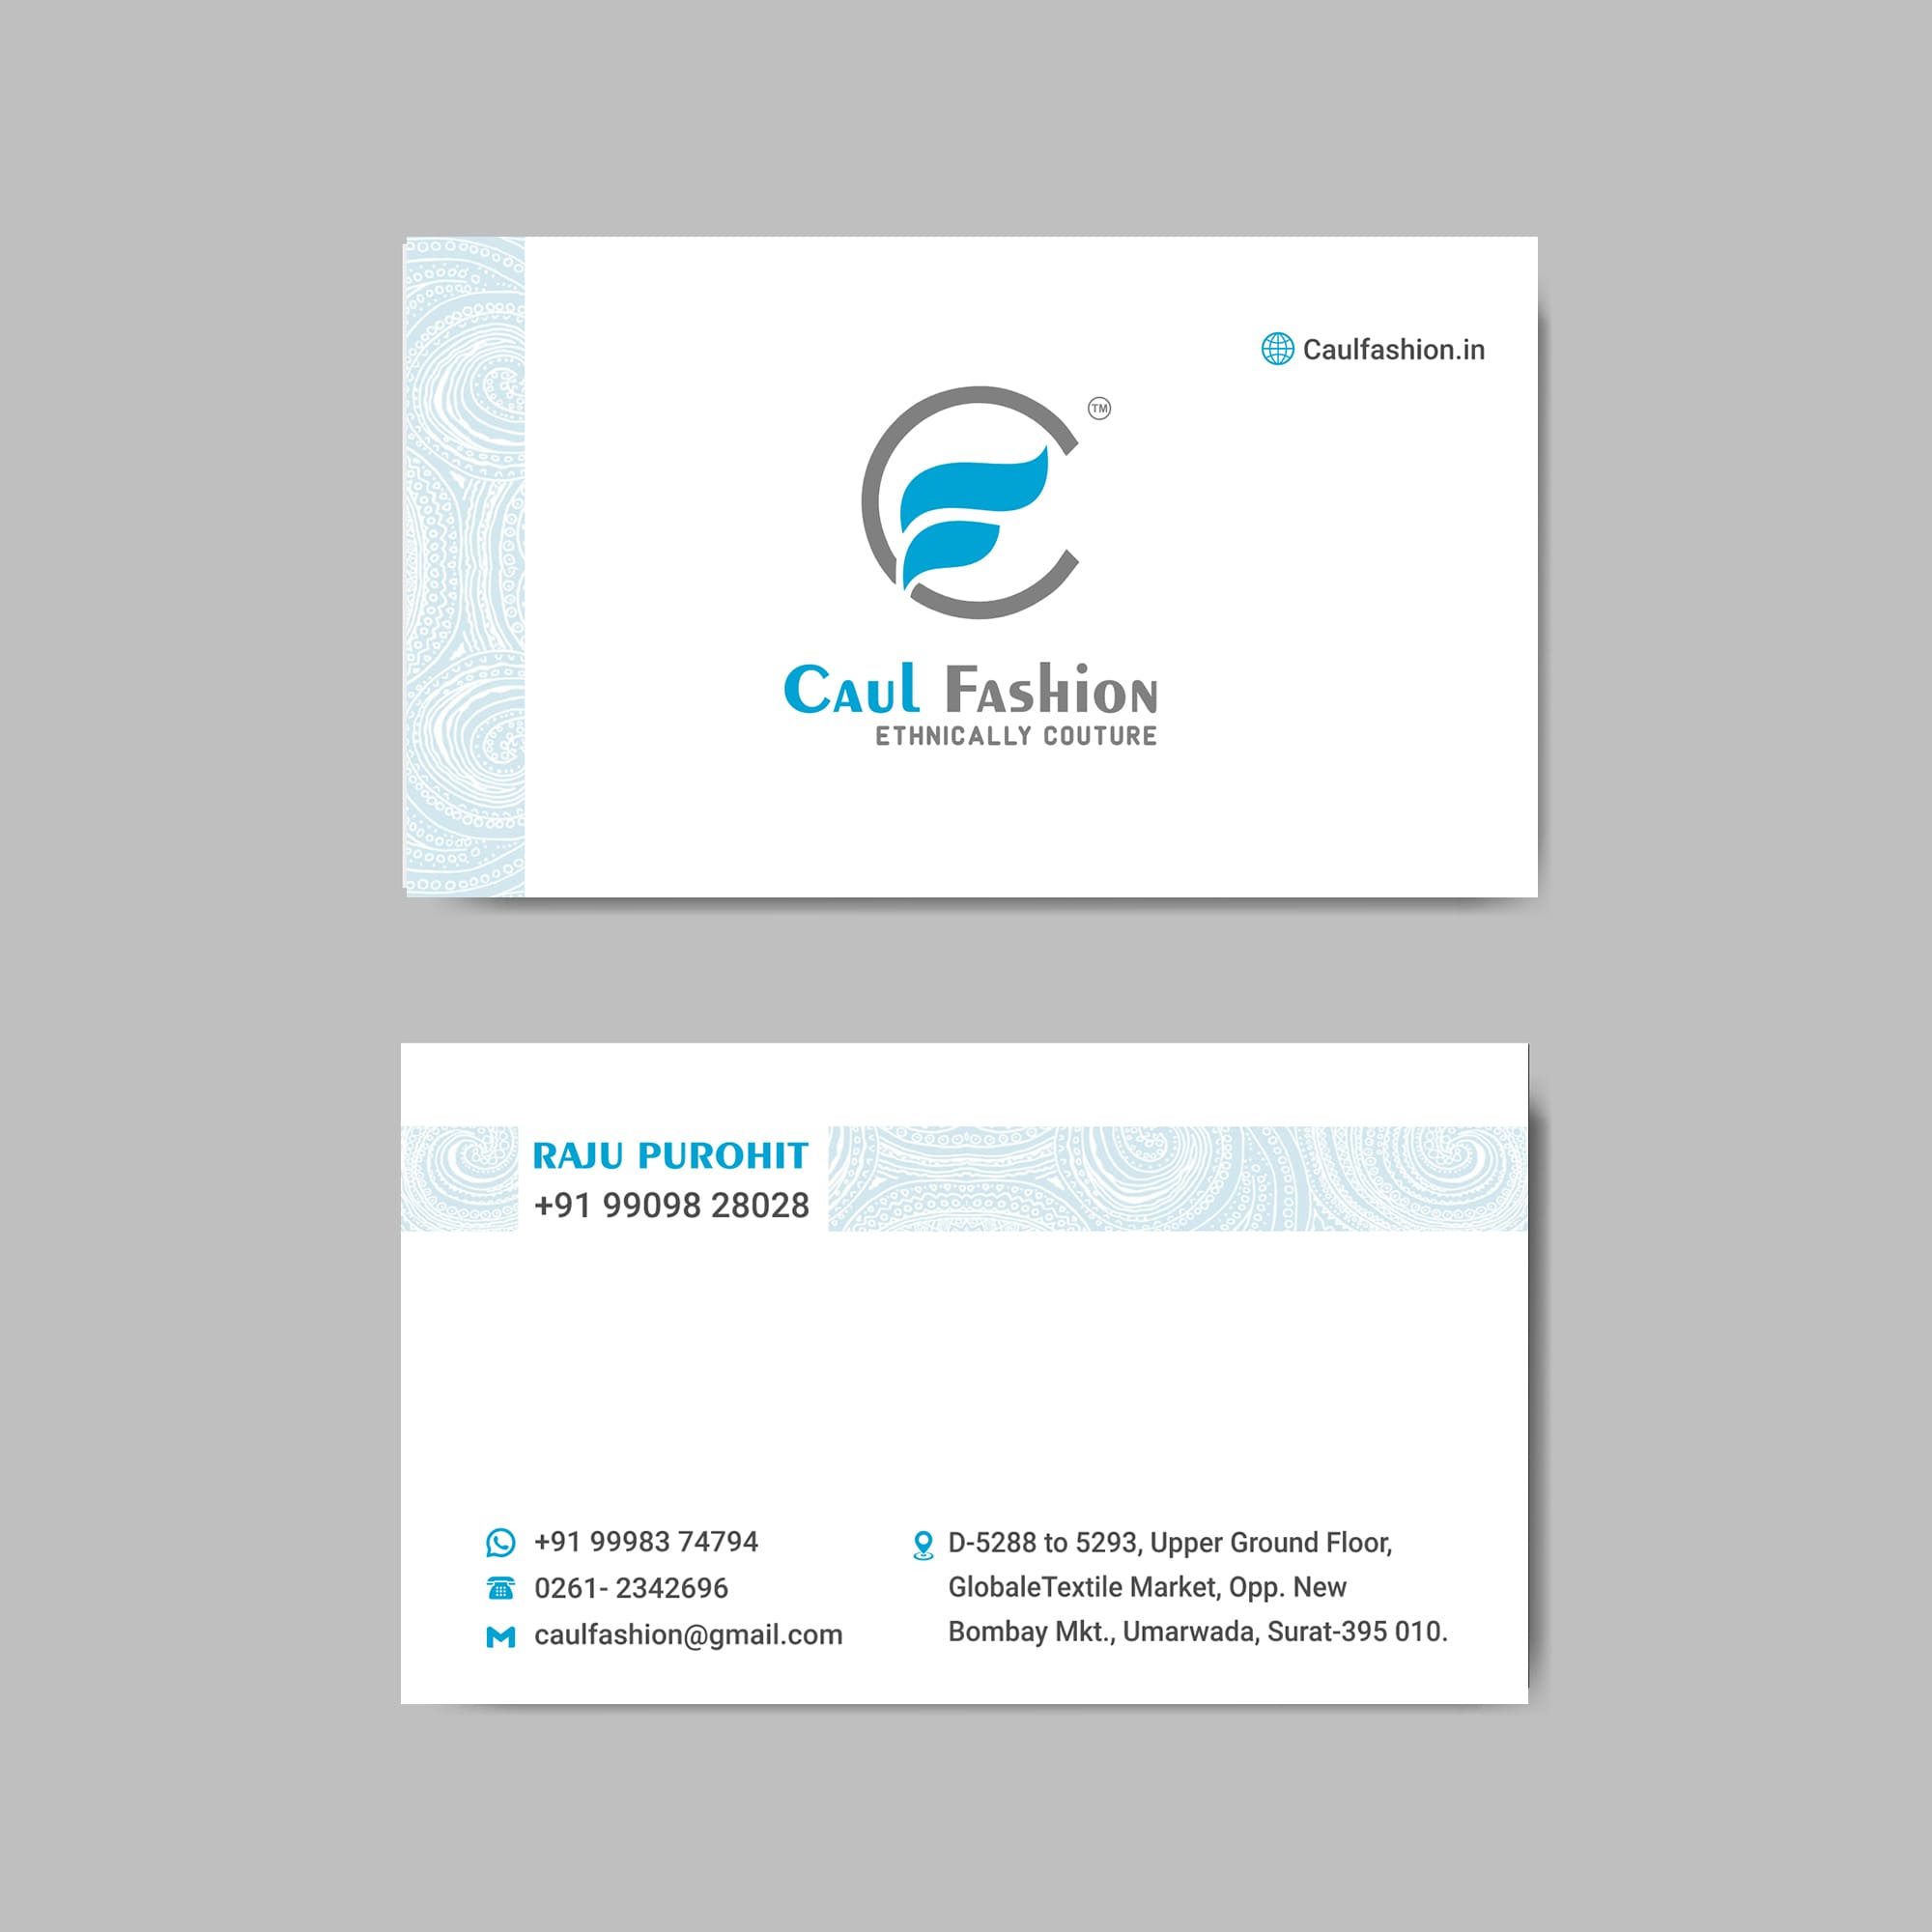 Caulfashion.in
TM
Caul Fashion
ETHNICALLY COUTURE
RAJU PUROHIT
+91 99098 28028
+91 99983 74794
0261- 2342696
caulfashion@gmail.com
D-5288 to 5293, Upper Ground Floor,
GlobaleTextile Market, Opp. New
Bombay Mkt., Umarwada, Surat-395 010.